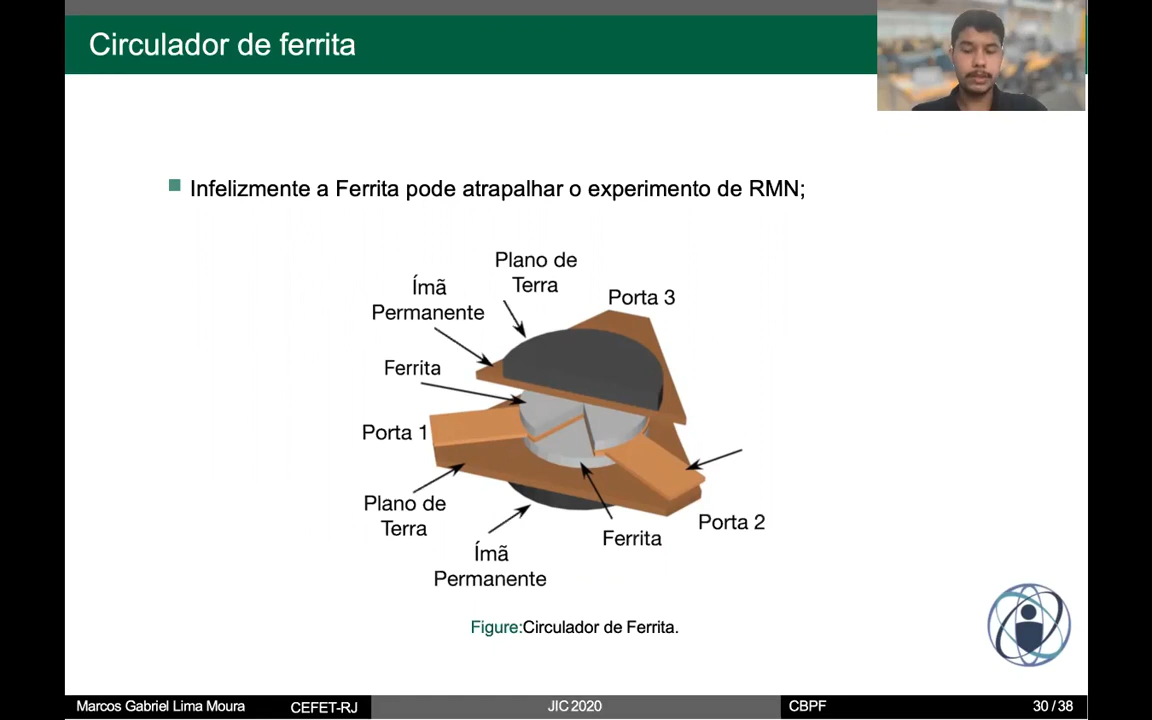 Circulador de ferrita
Infelizmente a Ferrita pode atrapalhar o experimento de RMN;
Plano de
Terra
Ímã
Permanente
Porta 3
Ferrita
Porta 1
Plano de
Terra
Ímã
Permanente
Ferrita
Porta 2
Figure:Circulador de Ferrita.
Marcos Gabriel Lima Moura CEFET-RJ JIC 2020 CBPF 30 / 38